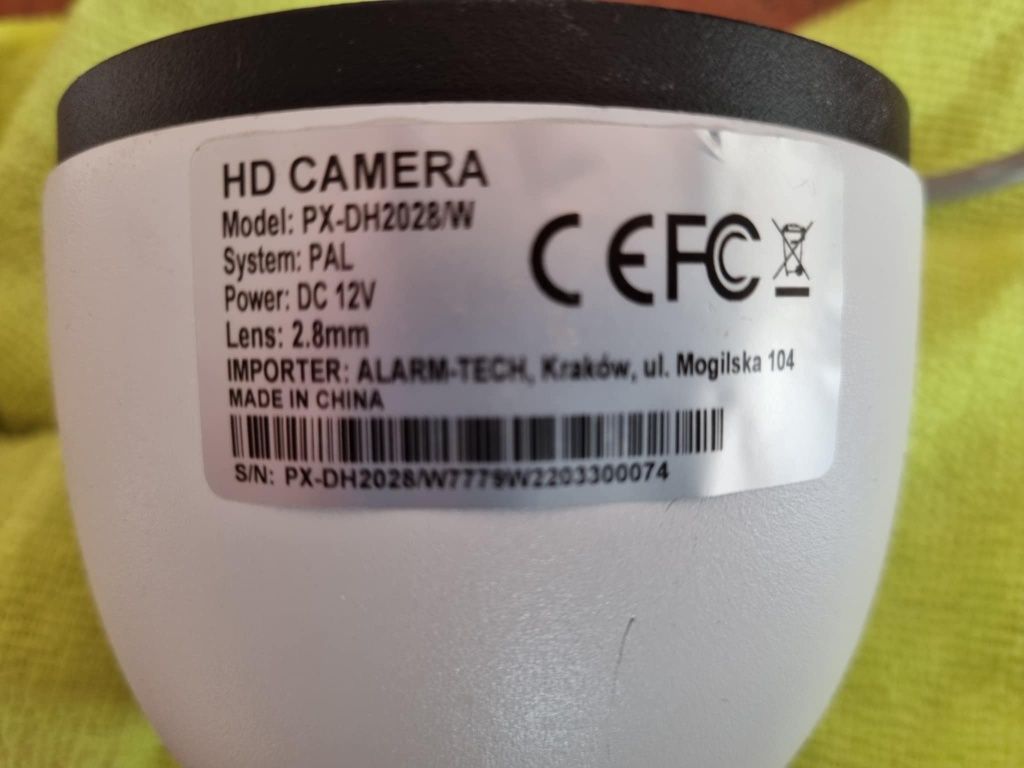 HD CAMERA
Model: PX-DH2028/W
System: PAL
Power: DC 12V
Lens: 2.8mm
CE FC
IMPORTER: ALARM-TECH, Kraków, ul. Mogilska 104
MADE IN CHINA
S/N: PX-DH2028/W7779W2203300074